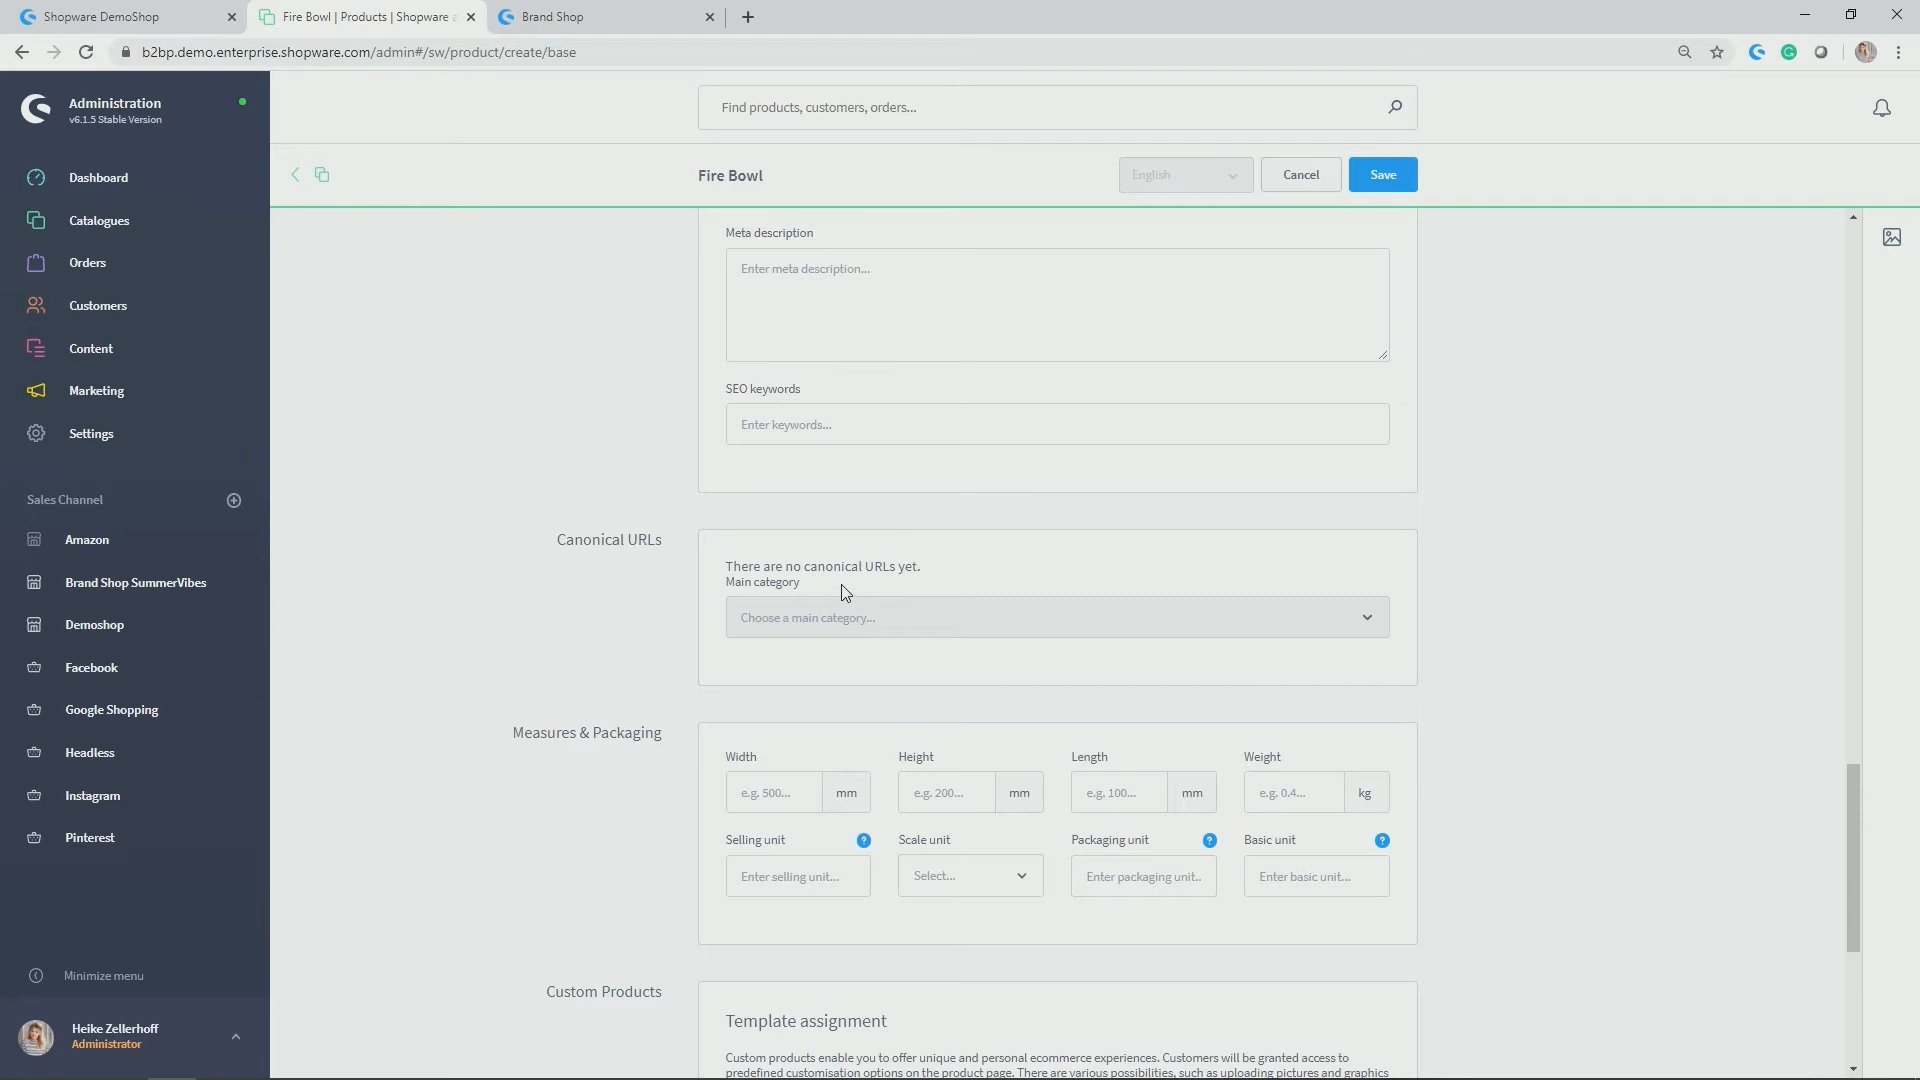 Shopware DemoShop
Fire Bowl | Products | Shopware a
Brand Shop
b2bp.demo.enterprise.shopware.com/admin#/sw/product/create/base
Administration
v6.1.5 Stable Version
Find products, customers, orders...
Fire Bowl
English
Cancel
Save
Dashboard
Catalogues
Orders
Customers
Content
Marketing
Settings
Sales Channel
Amazon
Brand Shop SummerVibes
Demoshop
Facebook
Google Shopping
Headless
Instagram
Pinterest
Minimize menu
Heike Zellerhoff
Administrator
Meta description
Enter meta description...
SEO keywords
Enter keywords...
Canonical URLs
There are no canonical URLs yet.
Main category
Choose a main category...
Measures & Packaging
Width Height Length Weight
e.g. 500... mm e.g. 200... mm e.g. 100... mm e.g. 0.4... kg
Selling unit ? Scale unit Packaging unit ? Basic unit ?
Enter selling unit... Select... Enter packaging unit.. Enter basic unit...
Custom Products
Template assignment
Custom products enable you to offer unique and personal ecommerce experiences. Customers will be granted access to
predefined customisation options on the product page. There are various possibilities, such as uploading pictures and graphics